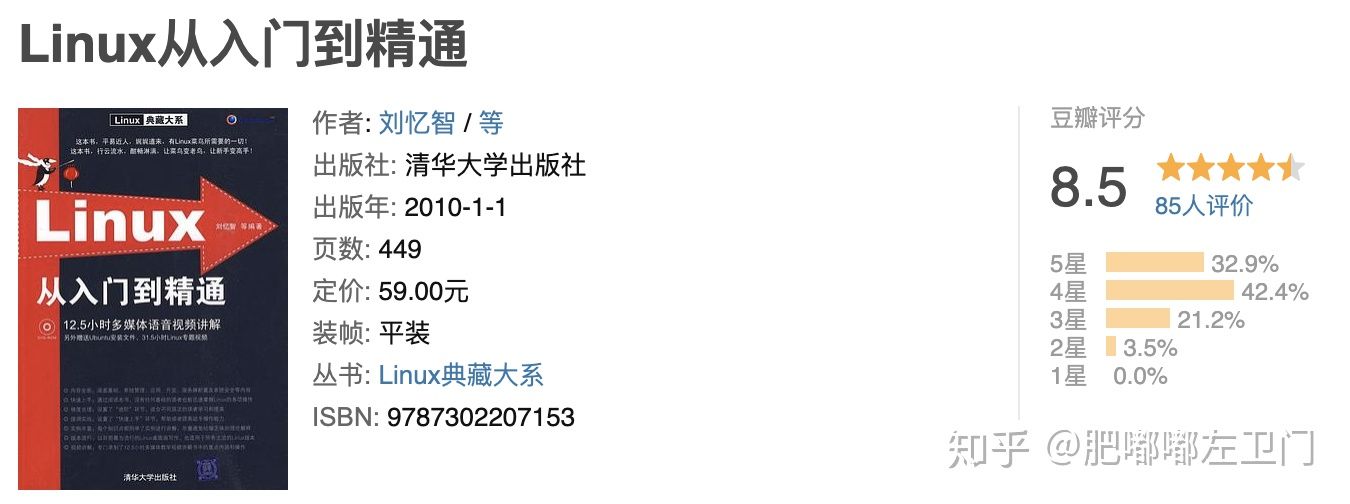 Linux从入门到精通
Linux 典藏大系
这本书，平易近人，娓娓道来，有Linux菜鸟所需要的一切！
这本书，行云流水，酣畅淋漓，让菜鸟变老鸟，让新手变高手！
Linux
刘忆智 等编著
从入门到精通
12.5小时多媒体语音视频讲解
另外赠送Ubuntu安装文件、31.5小时Linux专题视频
清华大学出版社
作者: 刘忆智 / 等
出版社: 清华大学出版社
出版年: 2010-1-1
页数: 449
定价: 59.00元
装帧: 平装
丛书: Linux典藏大系
ISBN: 9787302207153
豆瓣评分
8.5
85人评价
5星 32.9%
4星 42.4%
3星 21.2%
2星 3.5%
1星 0.0%
知乎 @肥嘟嘟左卫门